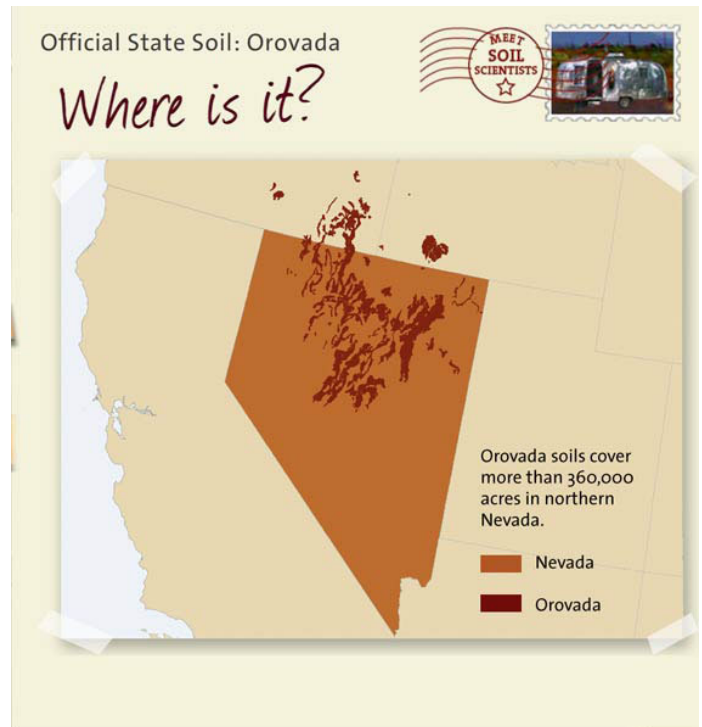 Official State Soil: Orovada
Where is it?
MEET
SOIL
SCIENTISTS
Orovada soils cover
more than 360,000
acres in northern
Nevada.
Nevada
Orovada